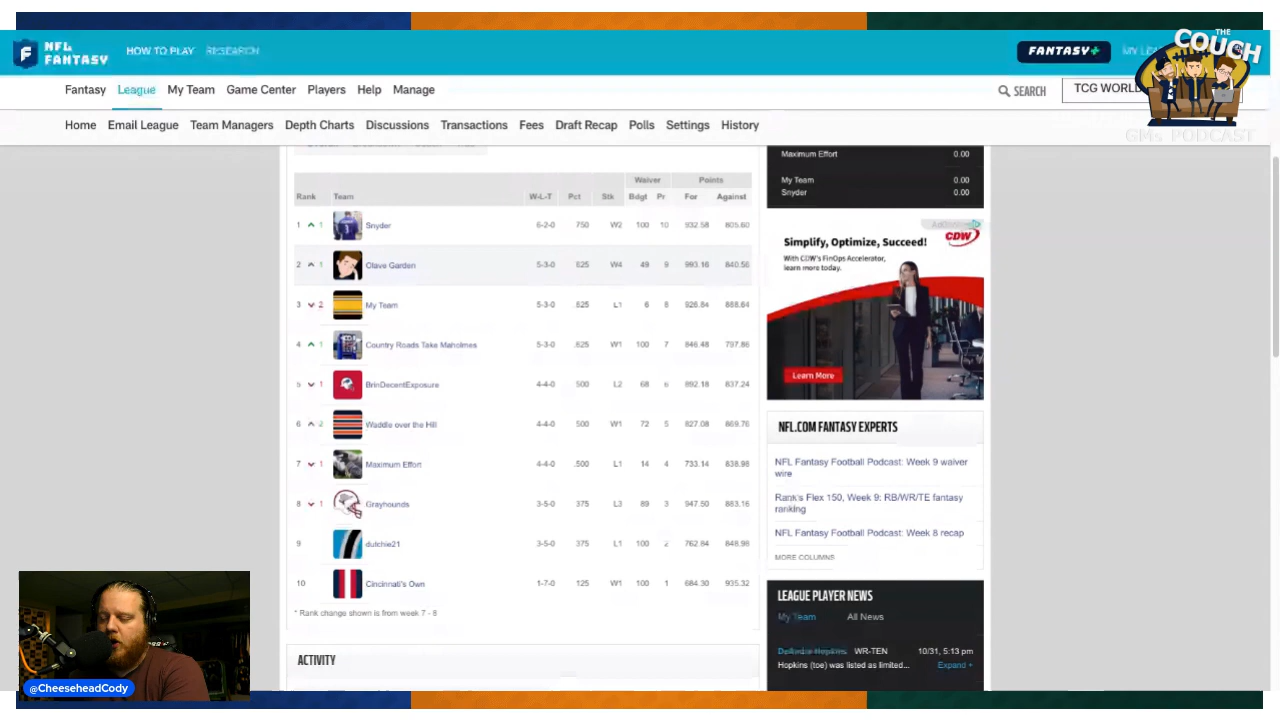 NFL FANTASY HOW TO PLAY RESEARCH FANTASY+ MY LEA
THE COUCH
GMs PODCAST
Fantasy League My Team Game Center Players Help Manage SEARCH TCG WORLD
Home Email League Team Managers Depth Charts Discussions Transactions Fees Draft Recap Polls Settings History
Waiver Points
Rank Team W-L-T Pct Stk Bdgt Pr For Against
1 1 Snyder 6-2-0 750 W2 100 10 932.58 805.60
2 1 Olave Garden 5-3-0 625 W4 49 9 993.16 840.56
3 2 My Team 5-3-0 .625 L1 6 8 926.84 888.64
4 1 Country Roads Take Maholmes 5-3-0 .625 W1 100 7 846.48 797.86
5 1 BrinDecentExposure 4-4-0 500 L2 68 6 892.18 837.24
6 2 Waddle over the Hill 4-4-0 500 W1 72 5 827.08 869.76
7 1 Maximum Effort 4-4-0 .500 L1 14 4 733.14 838.98
8 1 Grayhounds 3-5-0 375 L3 89 3 947.50 883.16
9 dutchie21 3-5-0 375 L1 100 2 762.84 848.98
10 Cincinnati's Own 1-7-0 125 W1 100 1 684.30 935.32
* Rank change shown is from week 7 - 8
ACTIVITY
Maximum Effort 0.00
My Team 0.00
Snyder 0.00
CDW
Simplify, Optimize, Succeed!
With CDW's FinOps Accelerator,
learn more today.
Learn More
NFL.COM FANTASY EXPERTS
NFL Fantasy Football Podcast: Week 9 waiver
wire
Rank's Flex 150, Week 9: RB/WR/TE fantasy
ranking
NFL Fantasy Football Podcast: Week 8 recap
MORE COLUMNS
LEAGUE PLAYER NEWS
My Team All News
Hopkins WR-TEN 10/31, 5:13 pm
Hopkins (toe) was listed as limited... Expand +
@CheeseheadCody